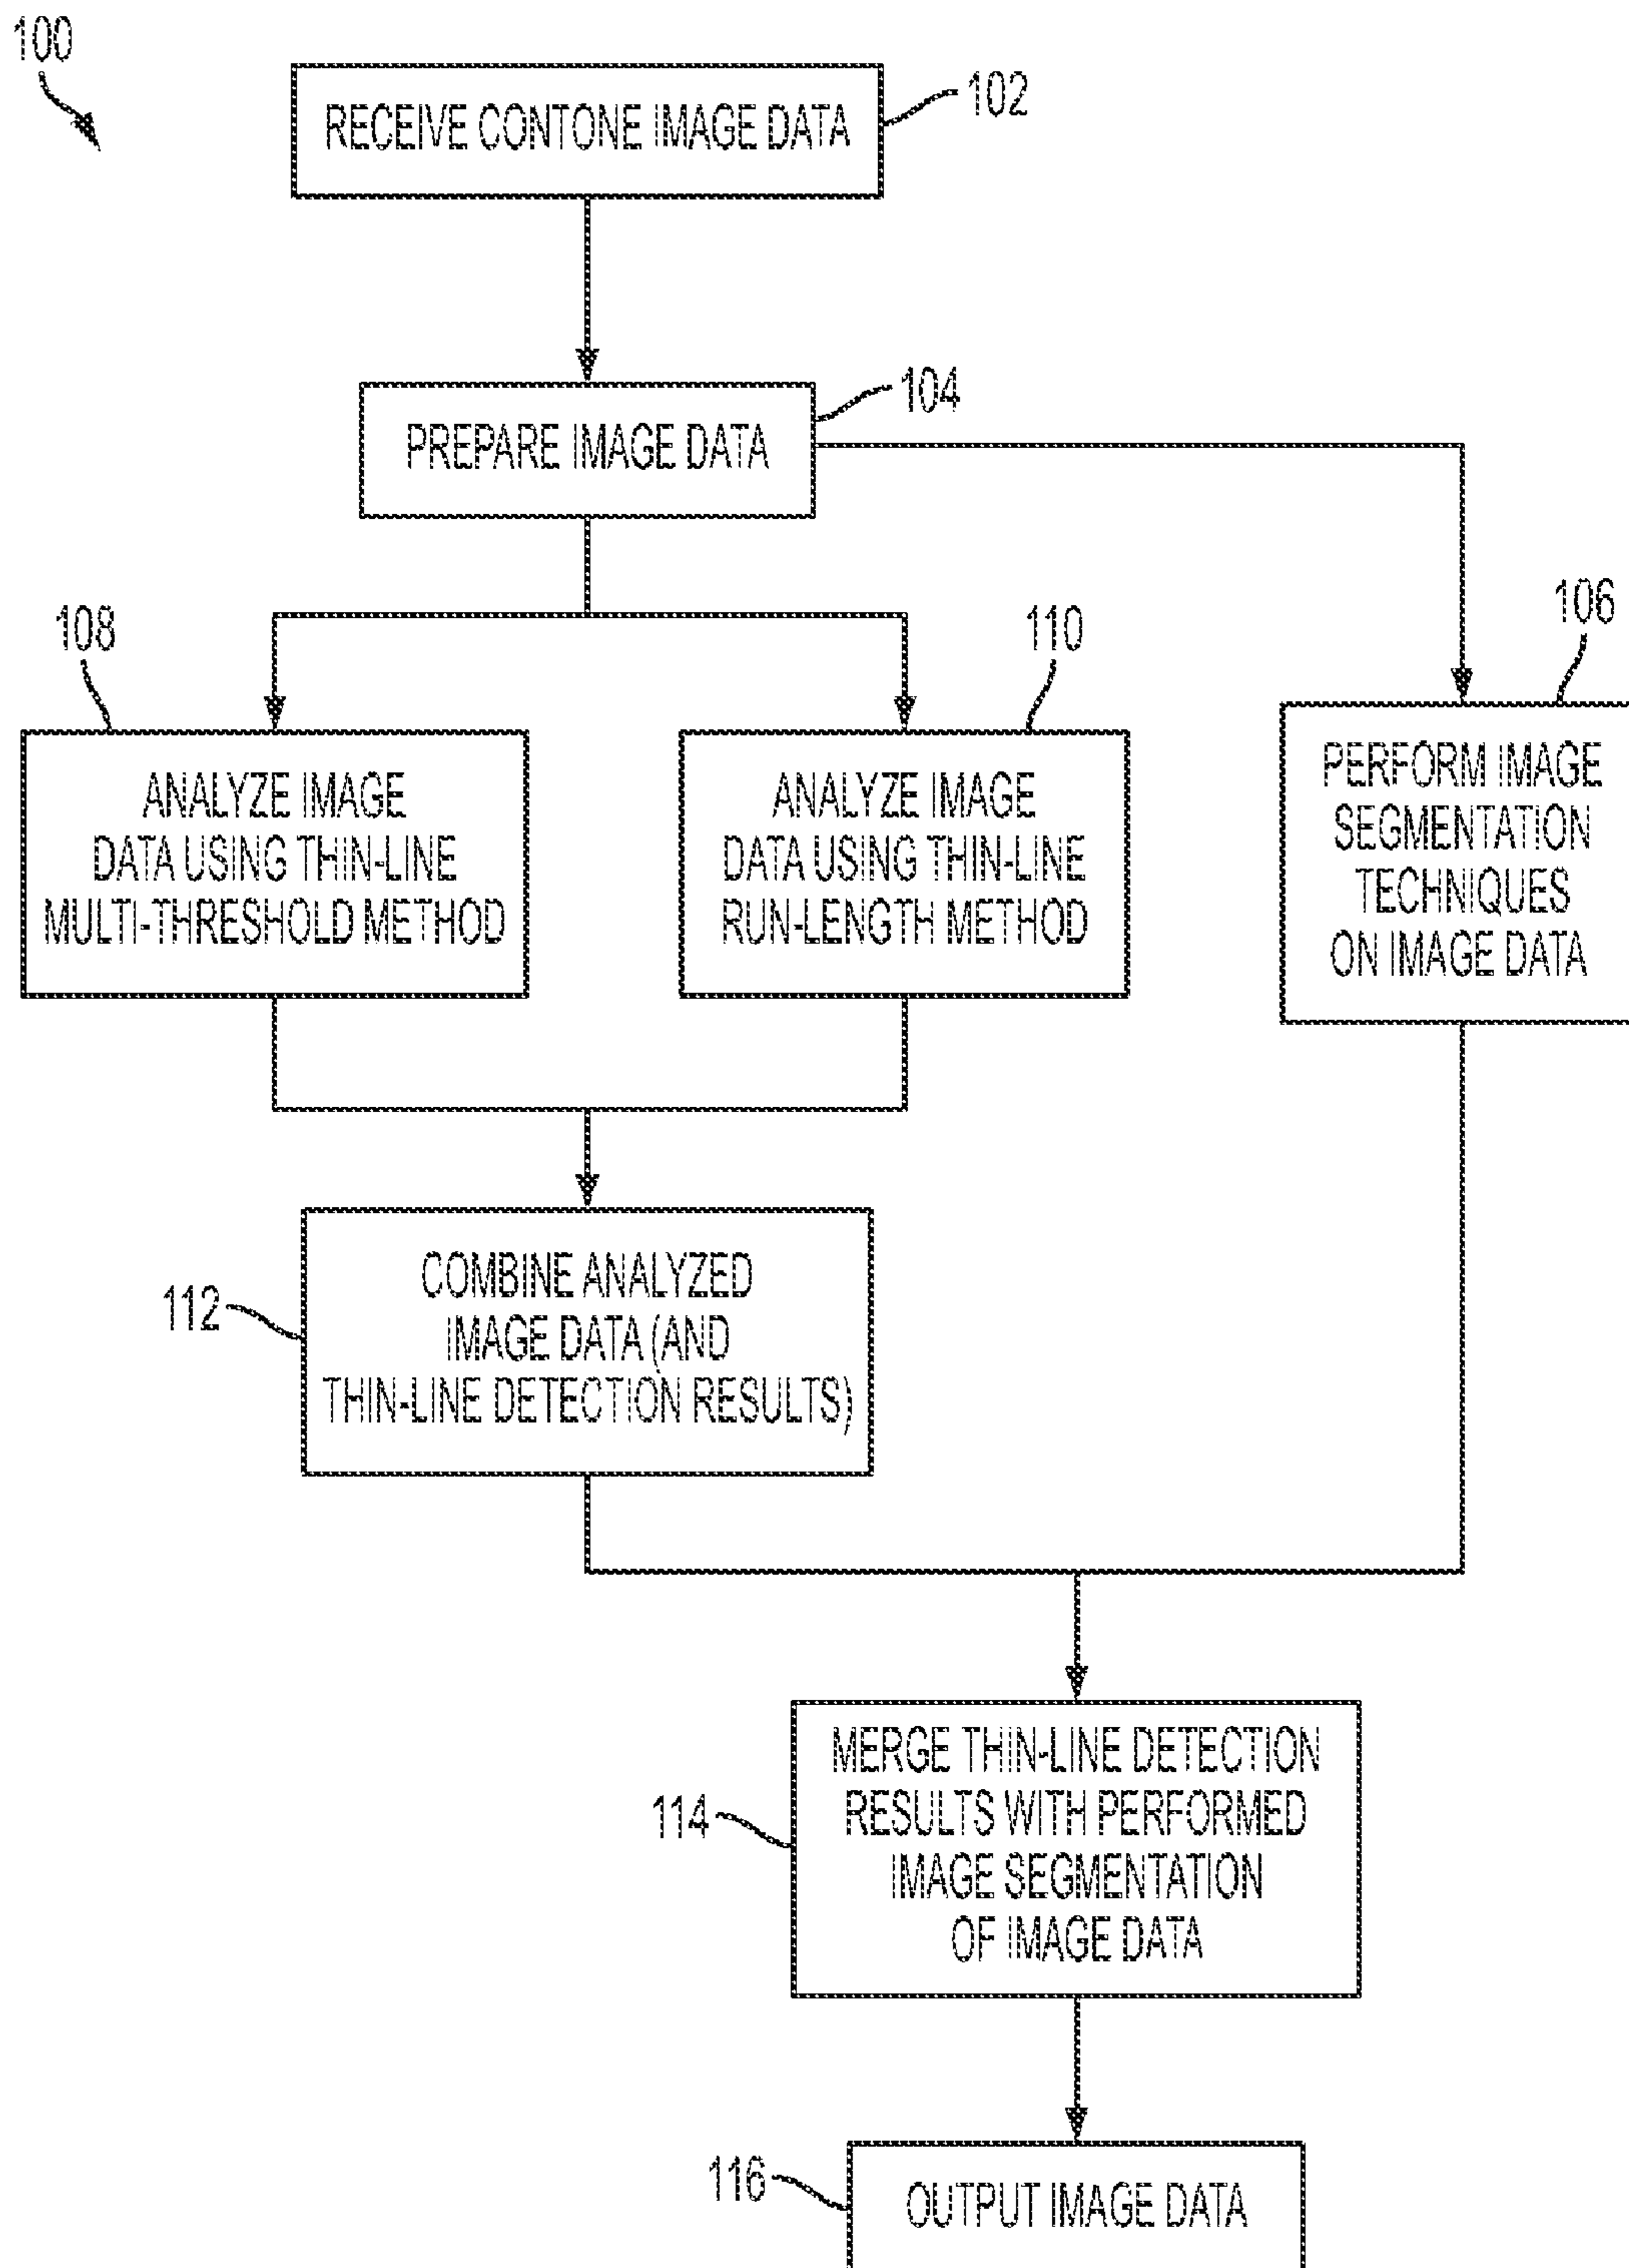 100
RECEIVE CONTONE IMAGE DATA
102
PREPARE IMAGE DATA
104
108
ANALYZE IMAGE
DATA USING THIN-LINE
MULTI-THRESHOLD METHOD
110
ANALYZE IMAGE
DATA USING THIN-LINE
RUN-LENGTH METHOD
106
PERFORM IMAGE
SEGMENTATION
TECHNIQUES
ON IMAGE DATA
112
COMBINE ANALYZED
IMAGE DATA (AND
THIN-LINE DETECTION RESULTS)
114
MERGE THIN-LINE DETECTION
RESULTS WITH PERFORMED
IMAGE SEGMENTATION
OF IMAGE DATA
116
OUTPUT IMAGE DATA